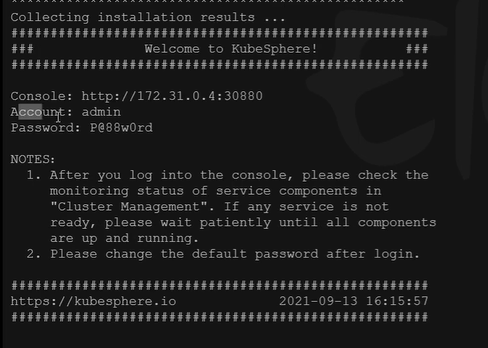 Collecting installation results ...
#####################################################
### Welcome to KubeSphere! ###
#####################################################
Console: http://172.31.0.4:30880
Account: admin
Password: P@88w0rd
NOTES:
1. After you log into the console, please check the
monitoring status of service components in
"Cluster Management". If any service is not
ready, please wait patiently until all components
are up and running.
2. Please change the default password after login.
#####################################################
https://kubesphere.io 2021-09-13 16:15:57
#####################################################